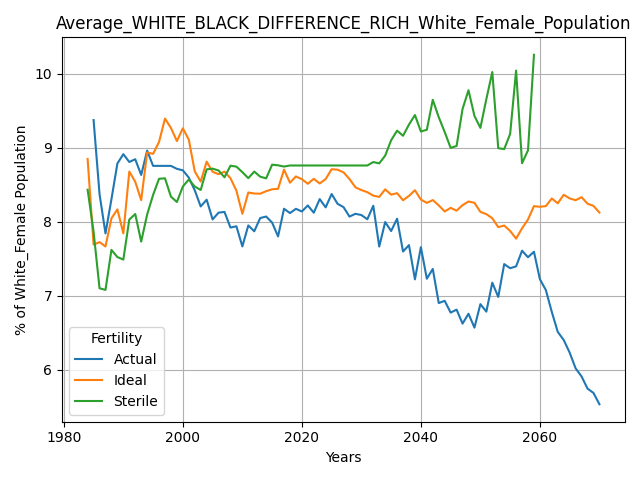 Average_WHITE_BLACK_DIFFERENCE_RICH_White_Female_Population
% of White_Female Population
10
9
8
7
6
Fertility
Actual
Ideal
Sterile
1980
2000
2020
2040
2060
Years